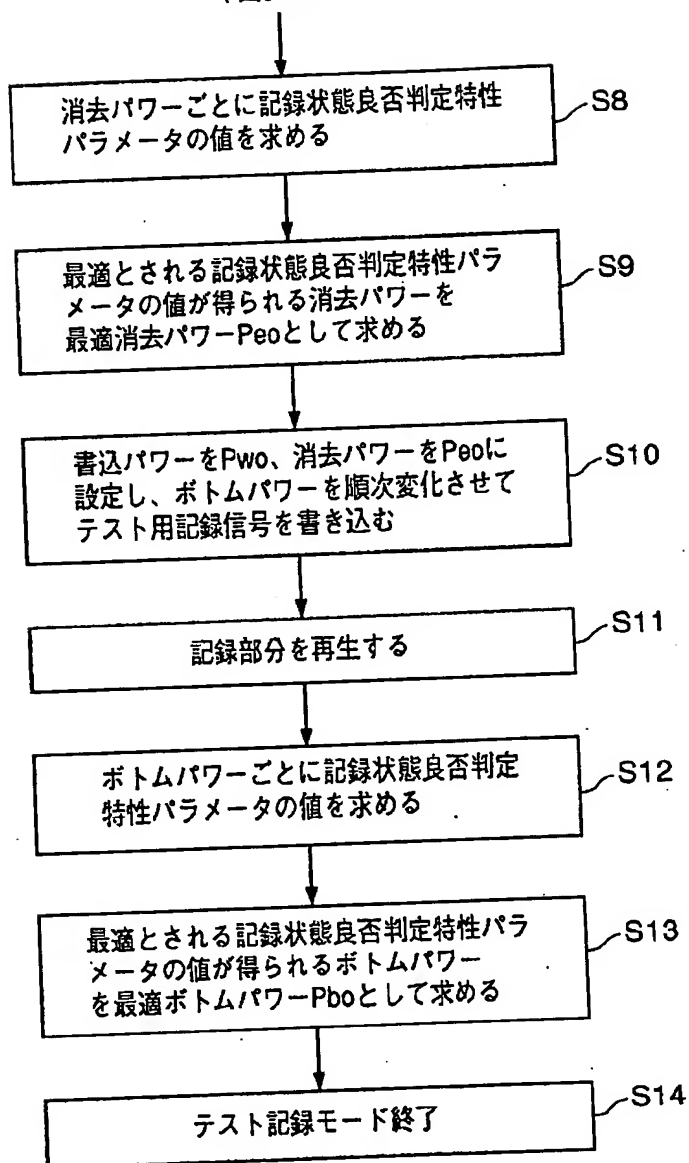 消去パワーごとに記録状態良否判定特性
パラメータの値を求める
S8
最適とされる記録状態良否判定特性パラ
メータの値が得られる消去パワーを
最適消去パワーPeoとして求める
S9
書込パワーをPwo、消去パワーをPeoに
設定し、ボトムパワーを順次変化させて
テスト用記録信号を書き込む
S10
記録部分を再生する
S11
ボトムパワーごとに記録状態良否判定
特性パラメータの値を求める
S12
最適とされる記録状態良否判定特性パラ
メータの値が得られるボトムパワー
を最適ボトムパワーPboとして求める
S13
テスト記録モード終了
S14